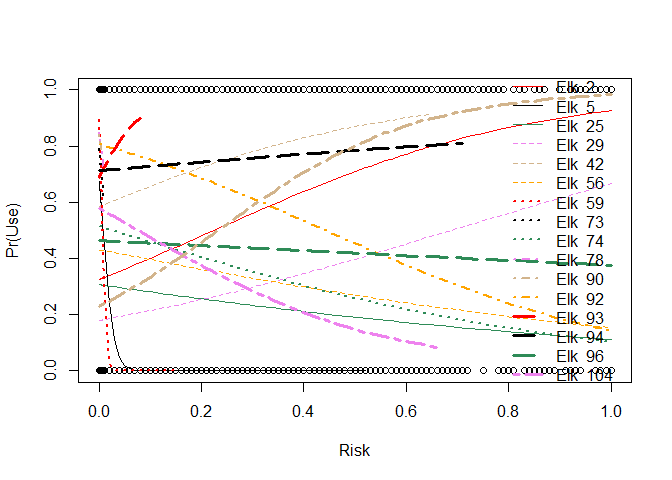 Pr(Use)
1.0
0.8
0.6
0.4
0.2
0.0
Elk 2
Elk 5
Elk 25
Elk 29
Elk 42
Elk 56
Elk 59
Elk 73
Elk 74
Elk 78
Elk 90
Elk 92
Elk 93
Elk 94
Elk 96
Elk 104
0.0 0.2 0.4 0.6 0.8 1.0
Risk